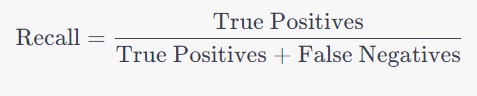 Recall = True Positives / True Positives + False Negatives